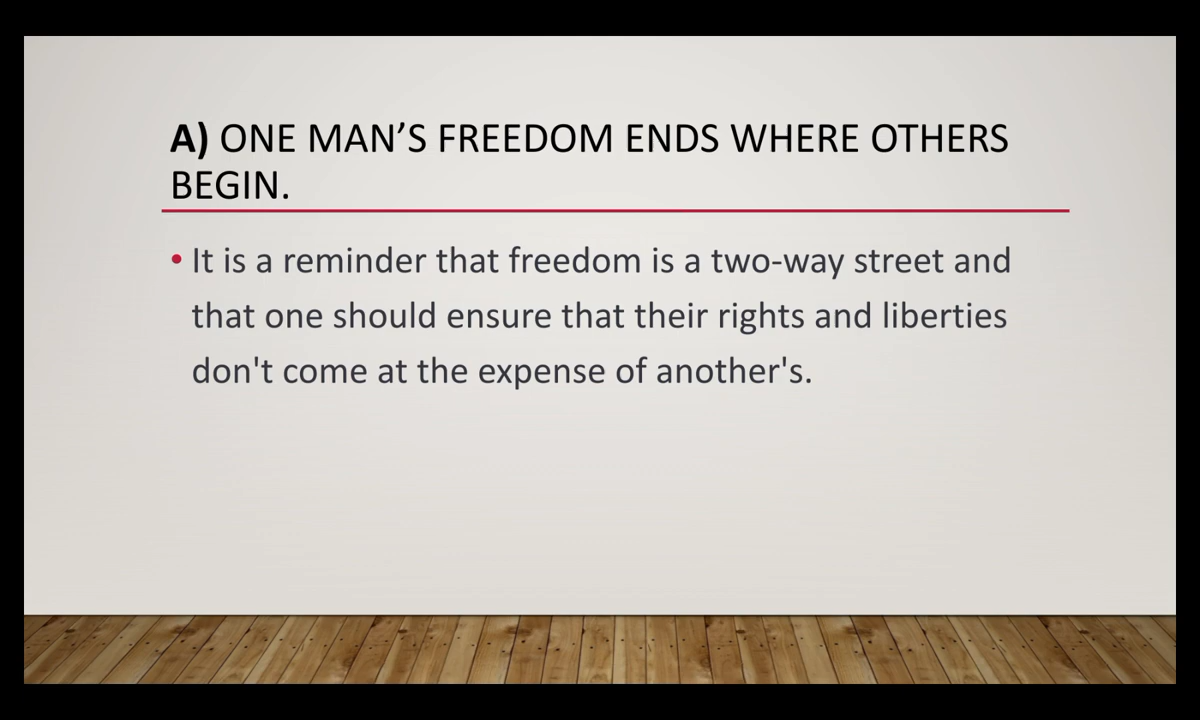 A) ONE MAN’S FREEDOM ENDS WHERE OTHERS
BEGIN.
• It is a reminder that freedom is a two-way street and
that one should ensure that their rights and liberties
don't come at the expense of another's.